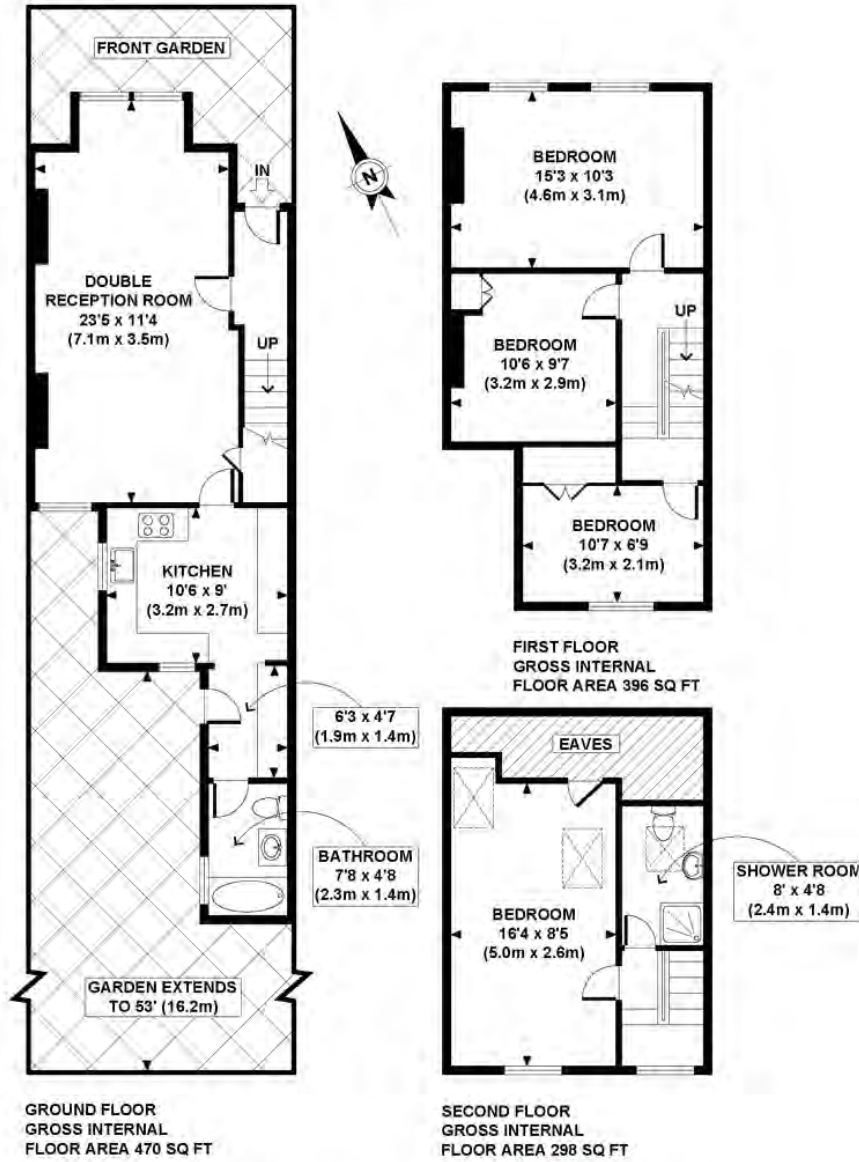 FRONT GARDEN
IN
N
DOUBLE
RECEPTION ROOM
23'5 x 11'4
(7.1m x 3.5m)
UP
KITCHEN
10'6 x 9'
(3.2m x 2.7m)
6'3 x 4'7
(1.9m x 1.4m)
BATHROOM
7'8 x 4'8
(2.3m x 1.4m)
GARDEN EXTENDS
TO 53' (16.2m)
GROUND FLOOR
GROSS INTERNAL
FLOOR AREA 470 SQ FT
BEDROOM
15'3 x 10'3
(4.6m x 3.1m)
BEDROOM
10'6 x 9'7
(3.2m x 2.9m)
UP
BEDROOM
10'7 x 6'9
(3.2m x 2.1m)
FIRST FLOOR
GROSS INTERNAL
FLOOR AREA 396 SQ FT
EAVES
BEDROOM
16'4 x 8'5
(5.0m x 2.6m)
SHOWER ROOM
8' x 4'8
(2.4m x 1.4m)
SECOND FLOOR
GROSS INTERNAL
FLOOR AREA 298 SQ FT